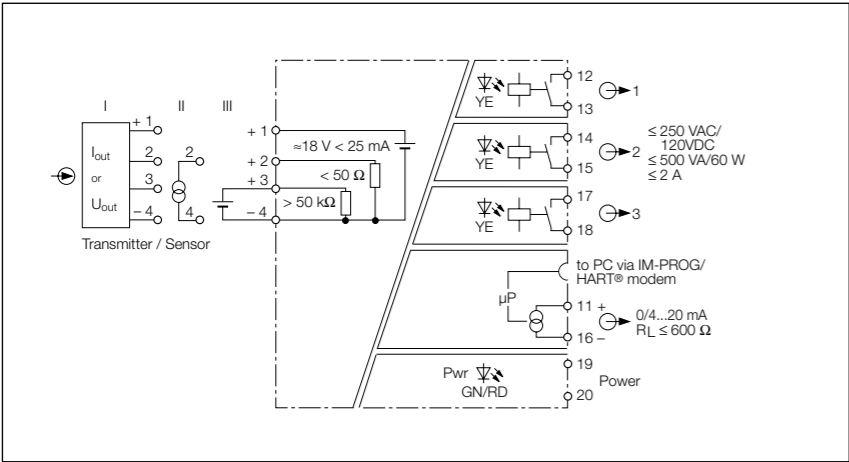 I
II
III
+ 1
2
3
– 4
Iout
or
Uout
2
4
Transmitter / Sensor
+ 1
+ 2
+ 3
– 4
≈18 V < 25 mA
< 50 Ω
> 50 kΩ
YE
12
13
1
YE
14
15
2
≤ 250 VAC/
120VDC
≤ 500 VA/60 W
≤ 2 A
YE
17
18
3
to PC via IM-PROG/
HART® modem
µP
11 +
16 –
0/4...20 mA
RL ≤ 600 Ω
Pwr
GN/RD
19
20
Power